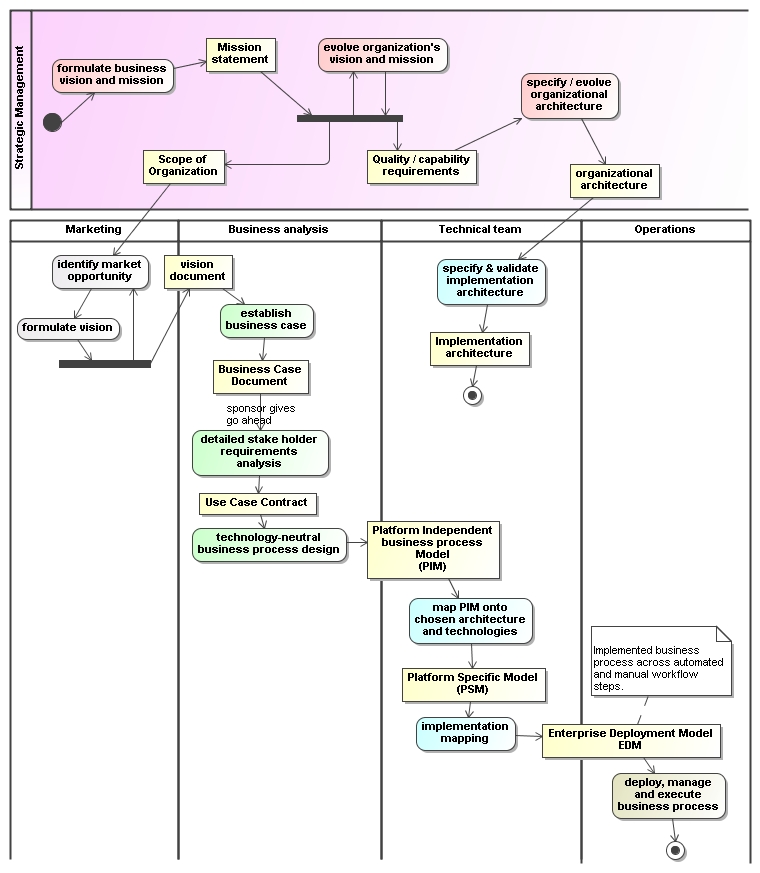 Strategic Management
formulate business
vision and mission
Mission
statement
evolve organization's
vision and mission
specify / evolve
organizational
architecture
Scope of
Organization
Quality / capability
requirements
organizational
architecture
Marketing
Business analysis
Technical team
Operations
identify market
opportunity
vision
document
specify & validate
implementation
architecture
establish
business case
formulate vision
Implementation
architecture
Business Case
Document
sponsor gives
go ahead
detailed stake holder
requirements
analysis
Use Case Contract
technology-neutral
business process design
Platform Independent
business process
Model
(PIM)
map PIM onto
chosen architecture
and technologies
Implemented business
process across automated
and manual workflow
steps.
Platform Specific Model
(PSM)
implementation
mapping
Enterprise Deployment Model
EDM
deploy, manage
and execute
business process